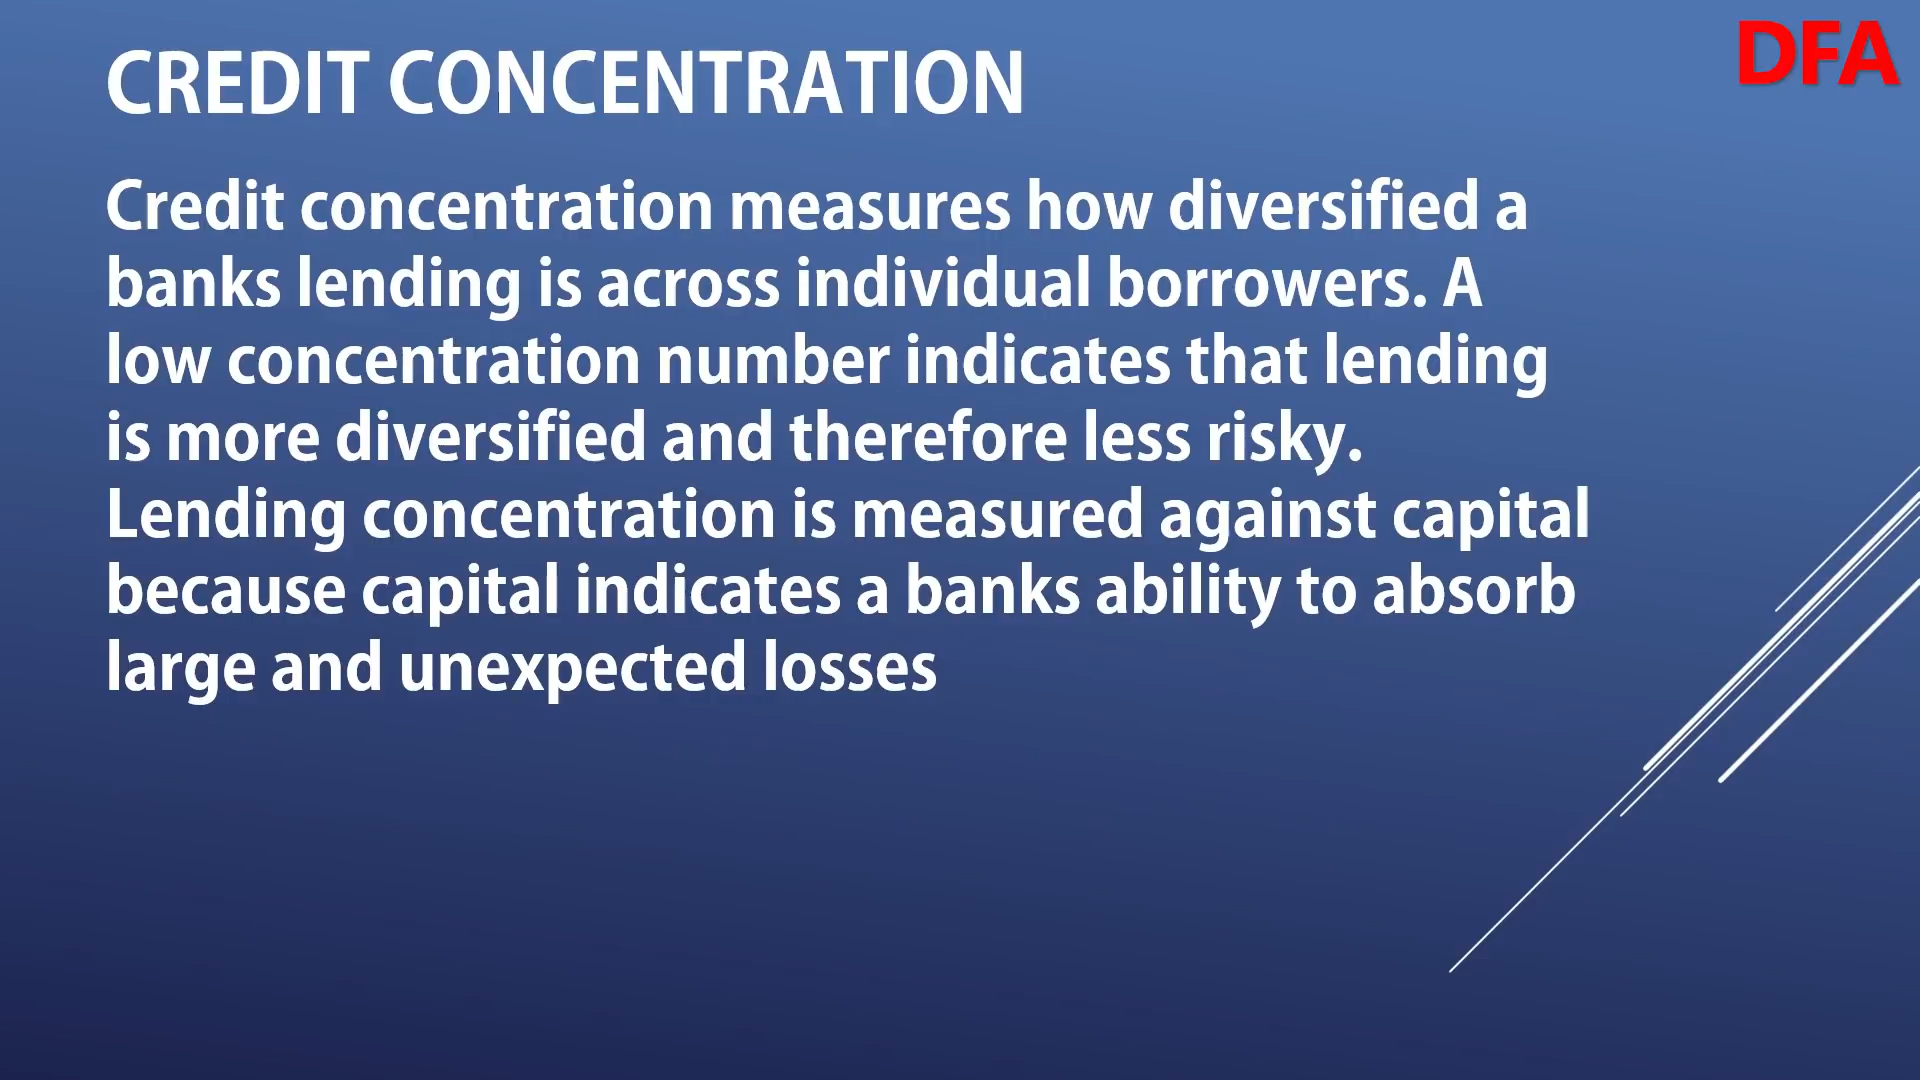 CREDIT CONCENTRATION
DFA
Credit concentration measures how diversified a
banks lending is across individual borrowers. A
low concentration number indicates that lending
is more diversified and therefore less risky.
Lending concentration is measured against capital
because capital indicates a banks ability to absorb
large and unexpected losses